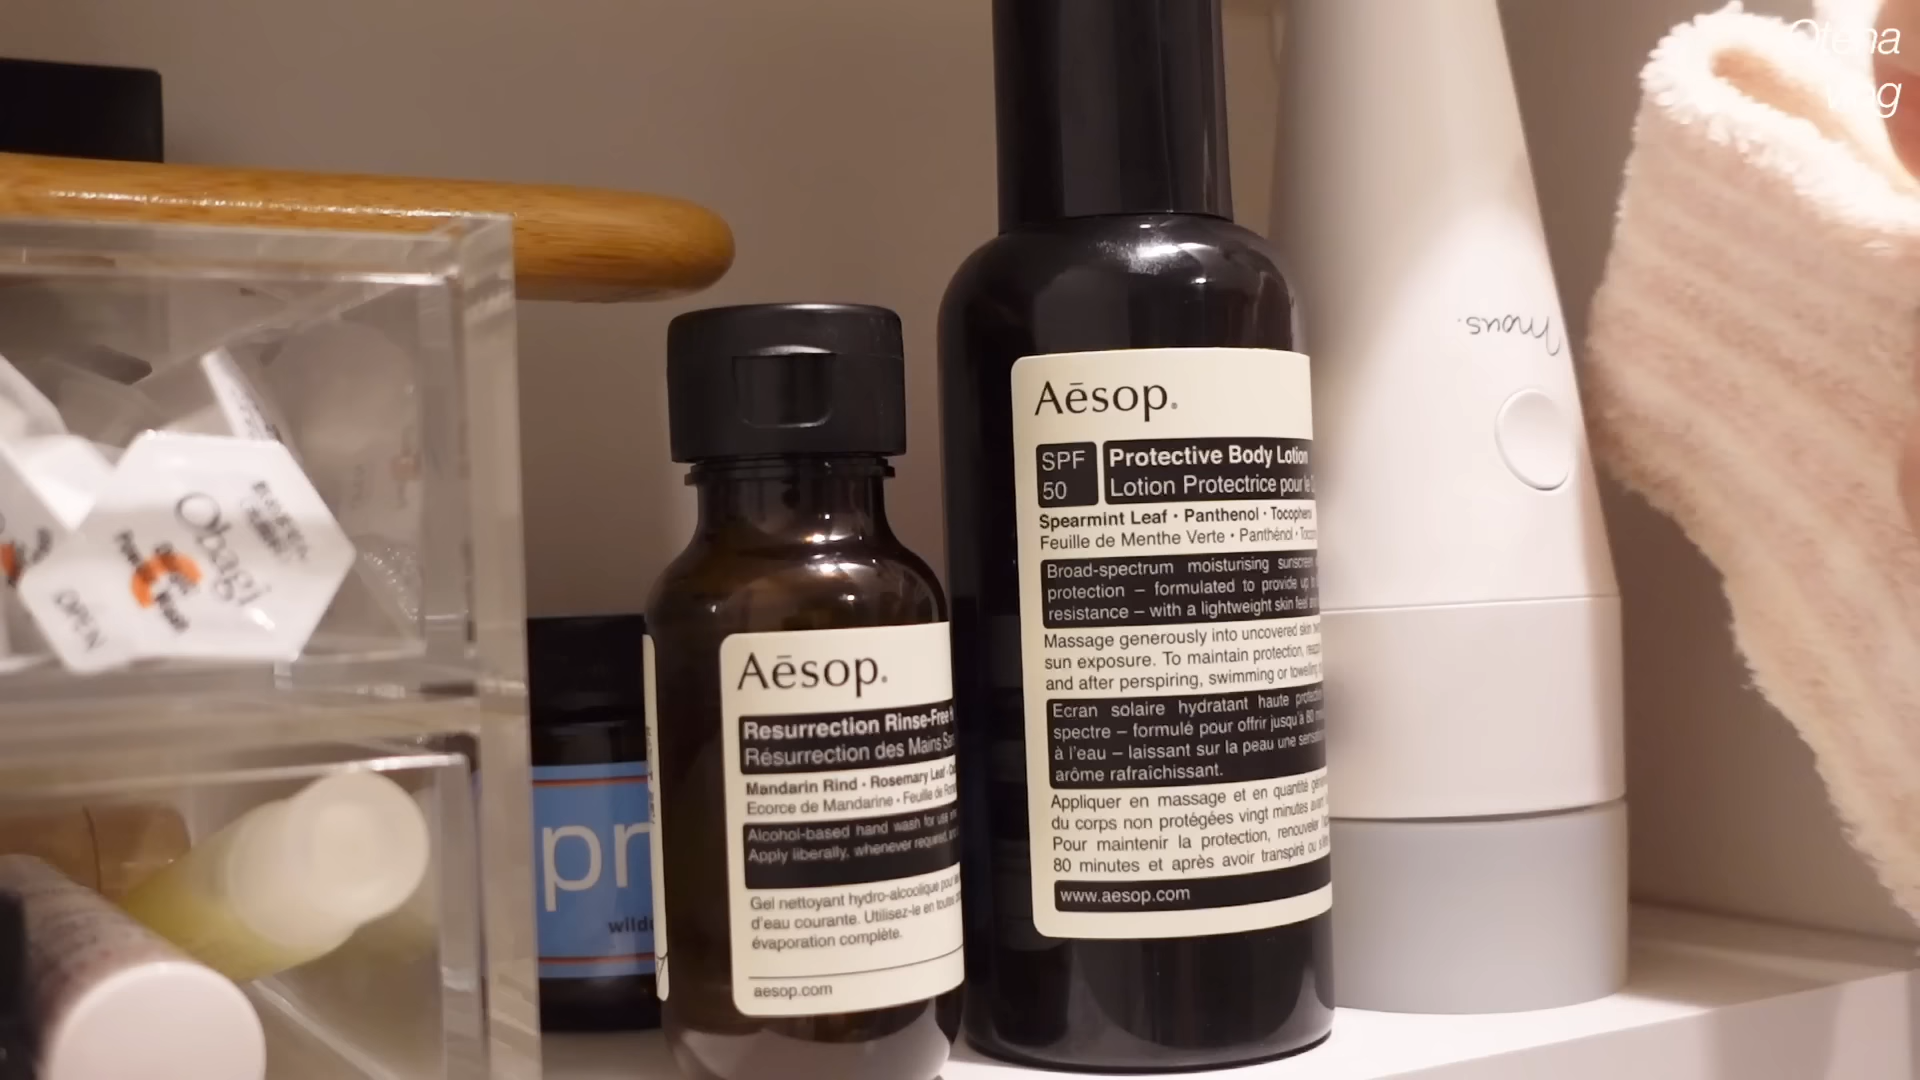 Aēsop.
Resurrection Rinse-Free
Résurrection des Mains
Mandarin Rind · Rosemary Leaf ·
Ecorce de Mandarine · Feuille de
Alcohol-based hand wash for use
Apply liberally, whenever required,
Gel nettoyant hydro-alcoolique pour
d'eau courante. Utilisez-le en toutes
évaporation complète.
aesop.com
Aēsop.
SPF
50
Protective Body Lotion
Lotion Protectrice pour le
Spearmint Leaf · Panthenol · Tocopherol
Feuille de Menthe Verte · Panthénol ·
Broad-spectrum moisturising sunscreen
protection – formulated to provide up to
resistance – with a lightweight skin feel
Massage generously into uncovered skin
sun exposure. To maintain protection,
and after perspiring, swimming or towelling,
Ecran solaire hydratant haute protection
spectre – formulé pour offrir jusqu'à 80
à l'eau – laissant sur la peau une
arôme rafraîchissant.
Appliquer en massage et en quantité
du corps non protégées vingt minutes avant
Pour maintenir la protection, renouveler
80 minutes et après avoir transpiré ou
www.aesop.com
Obagi
OPEN
pr